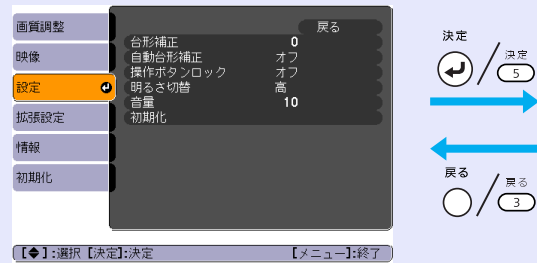 画質調整
映像
設定
拡張設定
情報
初期化
戻る
台形補正 0
自動台形補正 オフ
操作ボタンロック オフ
明るさ切替 高
音量 10
初期化
[◆]:選択 [決定]:決定 [メニュー]:終了
決定
決定
5
戻る
戻る
3